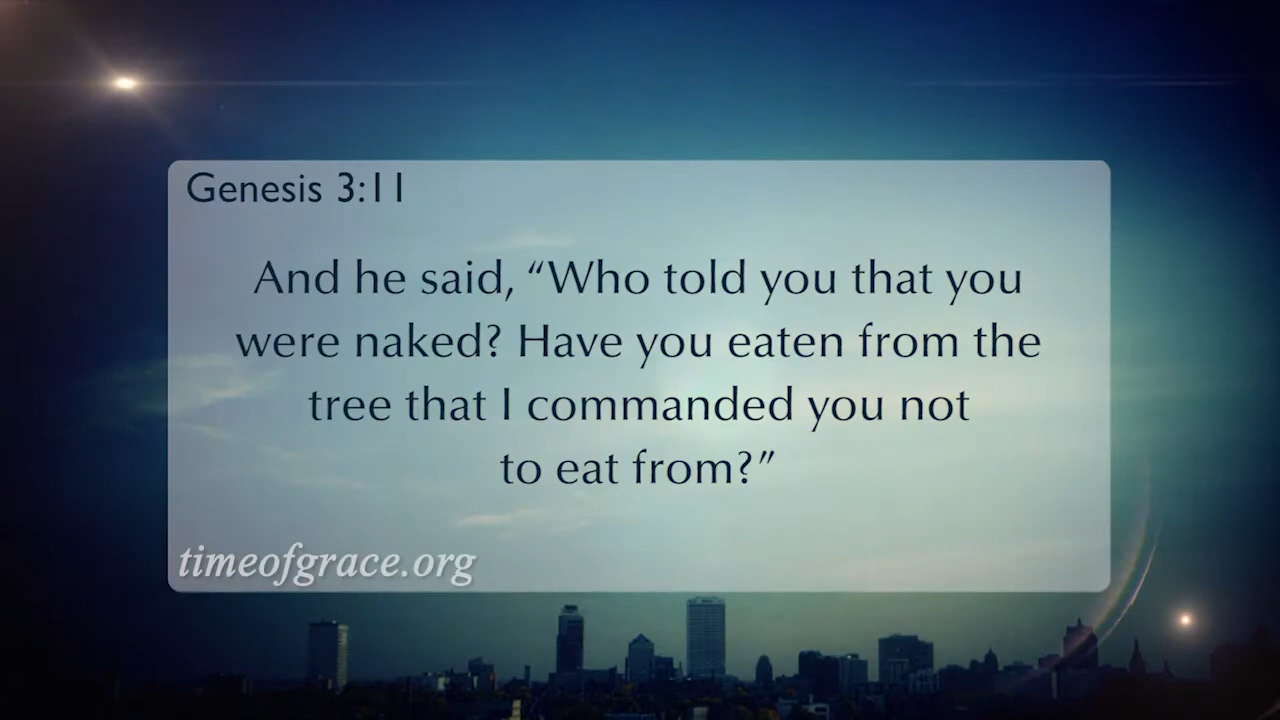 Genesis 3:11
And he said, “Who told you that you
were naked? Have you eaten from the
tree that I commanded you not
to eat from?”
timeofgrace.org